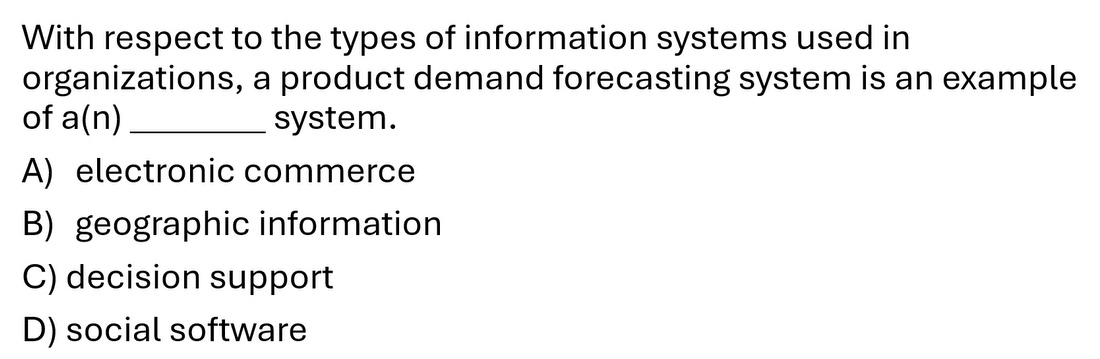 With respect to the types of information systems used in
organizations, a product demand forecasting system is an example
of a(n) ________ system.
A) electronic commerce
B) geographic information
C) decision support
D) social software